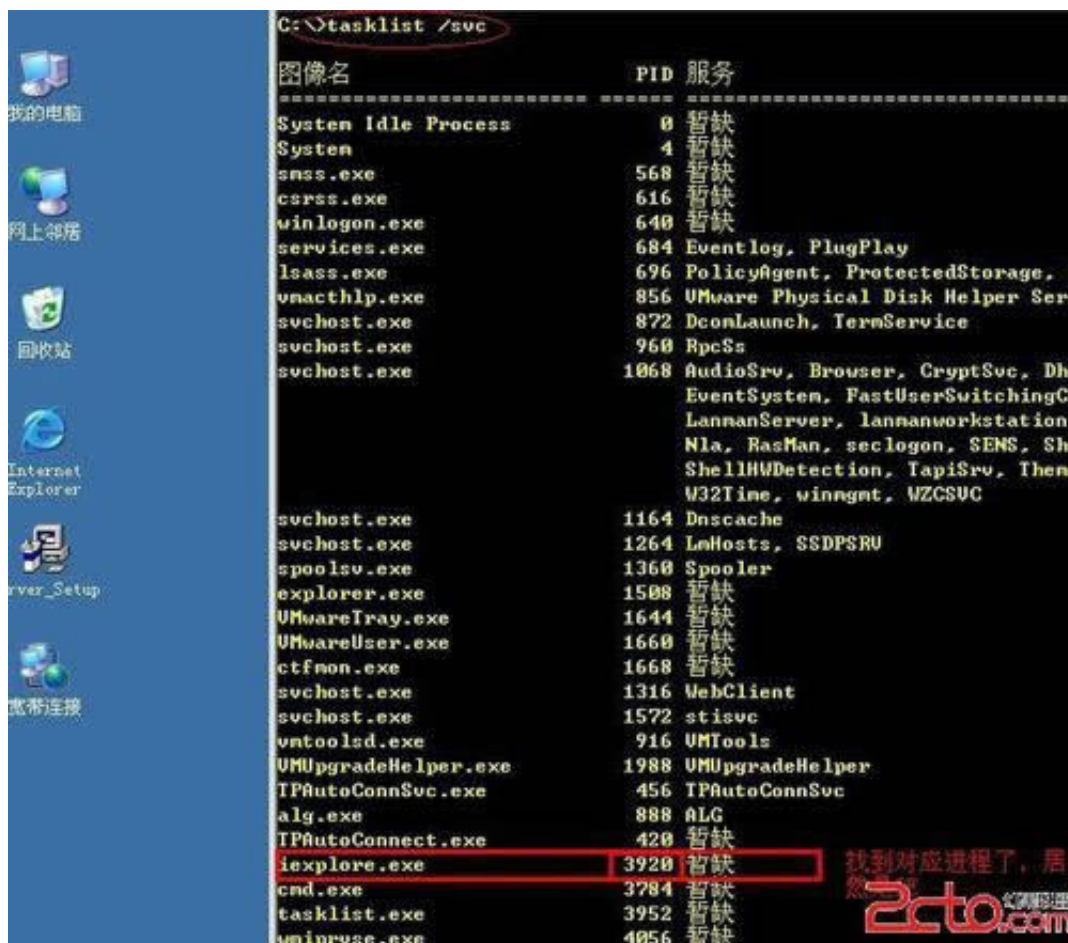 我的电脑
网上邻居
回收站
Internet
Explorer
rver_Setup
宽带连接
C:\>tasklist /svc
图像名 PID 服务
========================= ====== =============================
System Idle Process 0 暂缺
System 4 暂缺
smss.exe 568 暂缺
csrss.exe 616 暂缺
winlogon.exe 640 暂缺
services.exe 684 Eventlog, PlugPlay
lsass.exe 696 PolicyAgent, ProtectedStorage,
vmacthlp.exe 856 VMware Physical Disk Helper Ser
svchost.exe 872 DcomLaunch, TermService
svchost.exe 960 RpcSs
svchost.exe 1068 AudioSrv, Browser, CryptSvc, Dh
EventSystem, FastUserSwitchingC
LanmanServer, lanmanworkstation
Nla, RasMan, seclogon, SENS, Sh
ShellHWDetection, TapiSrv, Them
W32Time, winmgmt, WZCSVC
svchost.exe 1164 Dnscache
svchost.exe 1264 LmHosts, SSDPSRV
spoolsv.exe 1360 Spooler
explorer.exe 1508 暂缺
VMwareTray.exe 1644 暂缺
VMwareUser.exe 1660 暂缺
ctfmon.exe 1668 暂缺
svchost.exe 1316 WebClient
svchost.exe 1572 stisvc
vmtoolsd.exe 916 VMTools
VMUpgradeHelper.exe 1988 VMUpgradeHelper
TPAutoConnSvc.exe 456 TPAutoConnSvc
alg.exe 888 ALG
TPAutoConnect.exe 420 暂缺
iexplore.exe 3920 暂缺
找到对应进程了，居
然
cmd.exe 3784 暂缺
tasklist.exe 3952 暂缺
wmiprvse.exe 4056 暂缺
2cto.com